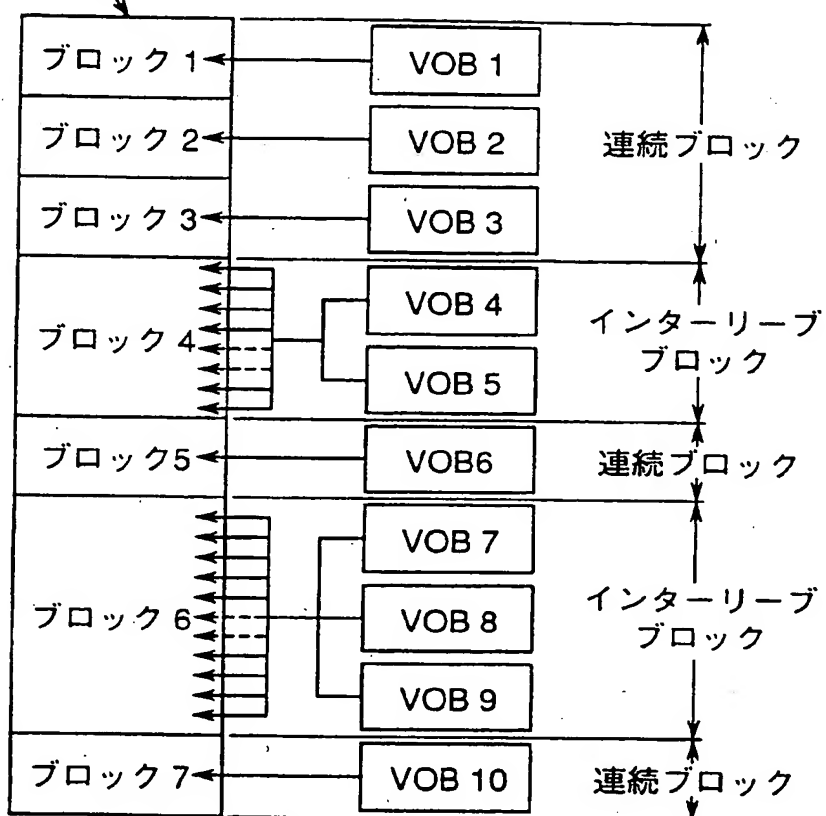 ブロック 1
VOB 1
ブロック 2
VOB 2
連続ブロック
ブロック 3
VOB 3
ブロック 4
VOB 4
インターリーブ
ブロック
VOB 5
ブロック5
VOB6
連続ブロック
VOB 7
ブロック 6
VOB 8
インターリーブ
ブロック
VOB 9
ブロック 7
VOB 10
連続ブロック